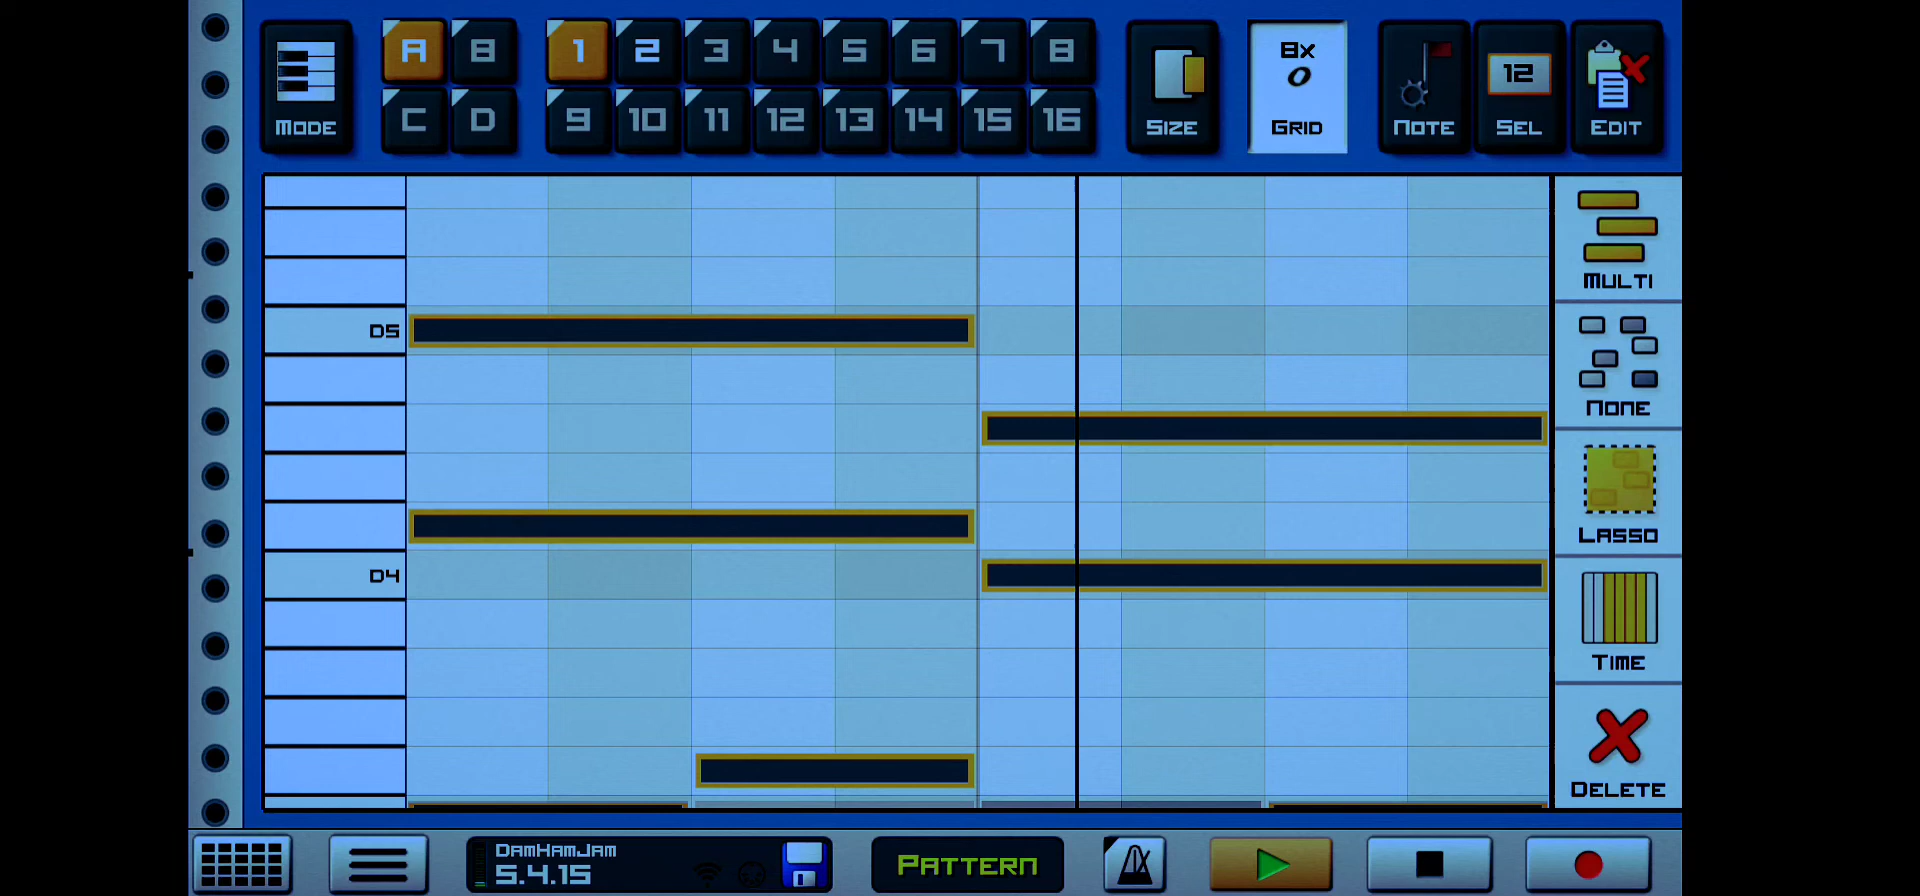 MODE
A B
C D
1 2 3 4 5 6 7 8
9 10 11 12 13 14 15 16
SIZE
8x
GRID
NOTE
12
SEL
EDIT
D5
D4
MULTI
NONE
LASSO
TIME
DELETE
DAMHAMJAM
5.4.15
PATTERN